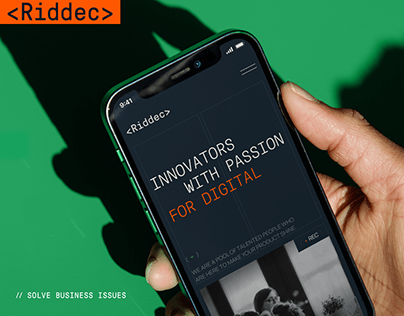 <Riddec>
9:41
<Riddec>
INNOVATORS
WITH PASSION
FOR DIGITAL
WE ARE A POOL OF TALENTED PEOPLE WHO
ARE HERE TO MAKE YOUR PRODUCT SHINE
REC
// SOLVE BUSINESS ISSUES